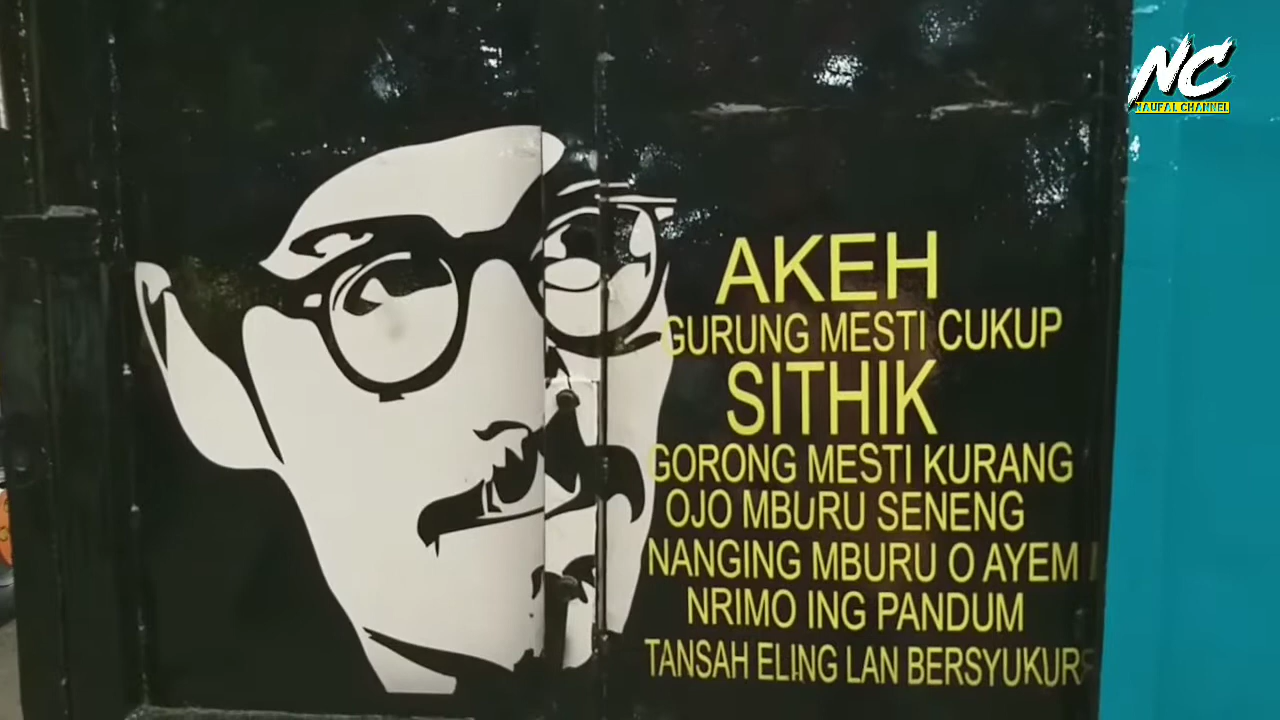 NC
NAUFAL CHANNEL
AKEH
GURUNG MESTI CUKUP
SITHIK
GORONG MESTI KURANG
OJO MBURU SENENG
NANGING MBURU O AYEM
NRIMO ING PANDUM
TANSAH ELING LAN BERSYUKUR